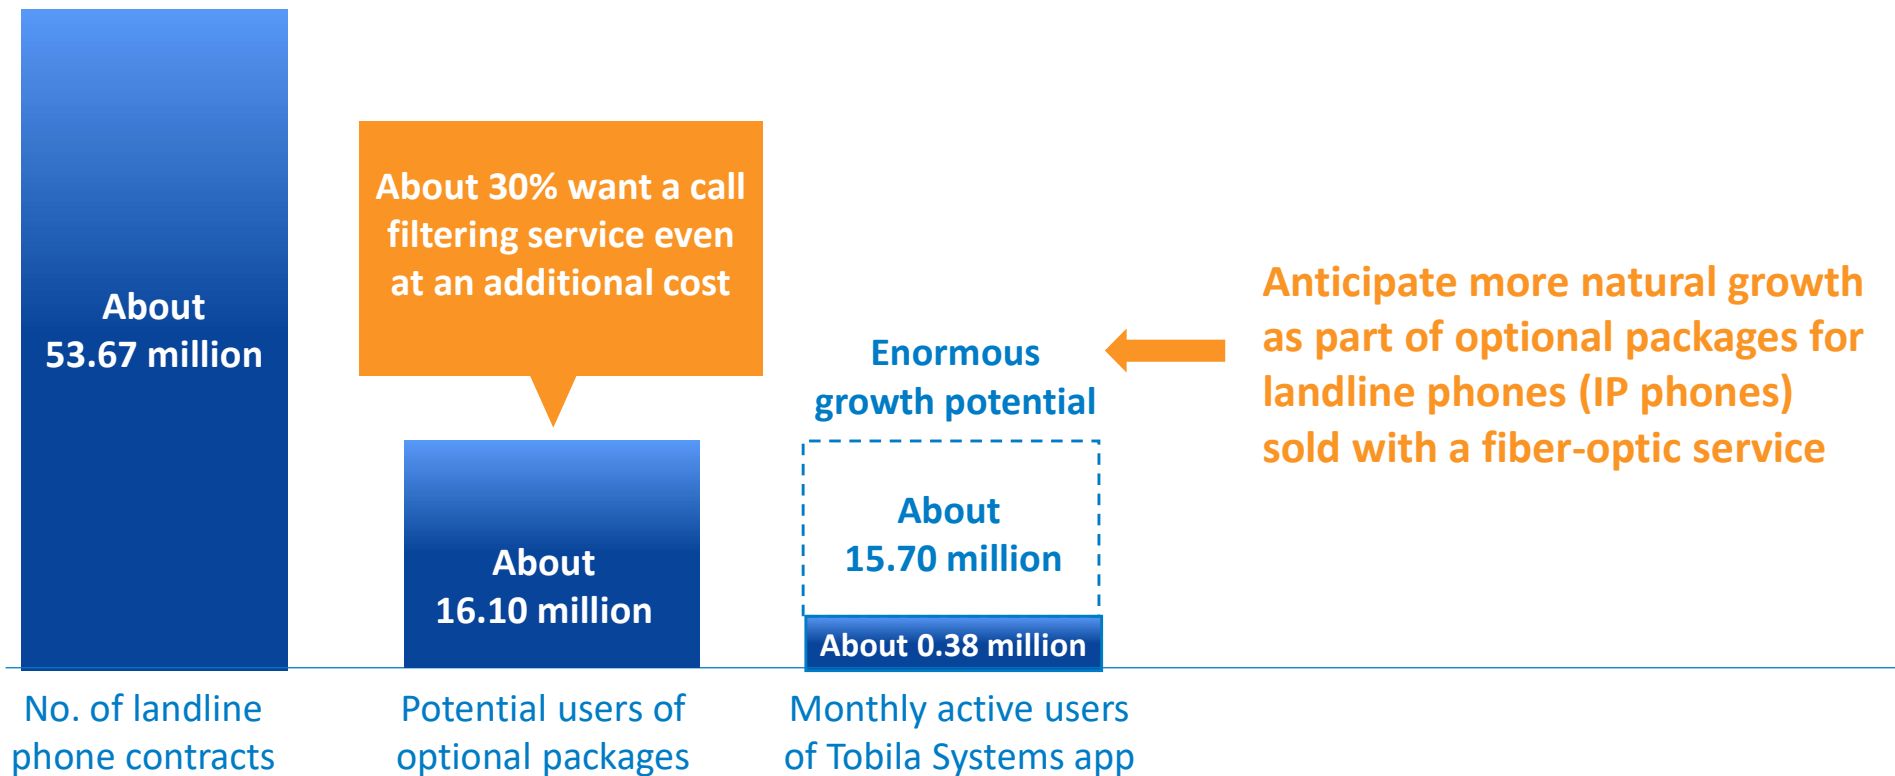 About
53.67 million
No. of landline
phone contracts
About 30% want a call
filtering service even
at an additional cost
About
16.10 million
Potential users of
optional packages
Enormous
growth potential
About
15.70 million
About 0.38 million
Monthly active users
of Tobila Systems app
Anticipate more natural growth
as part of optional packages for
landline phones (IP phones)
sold with a fiber-optic service